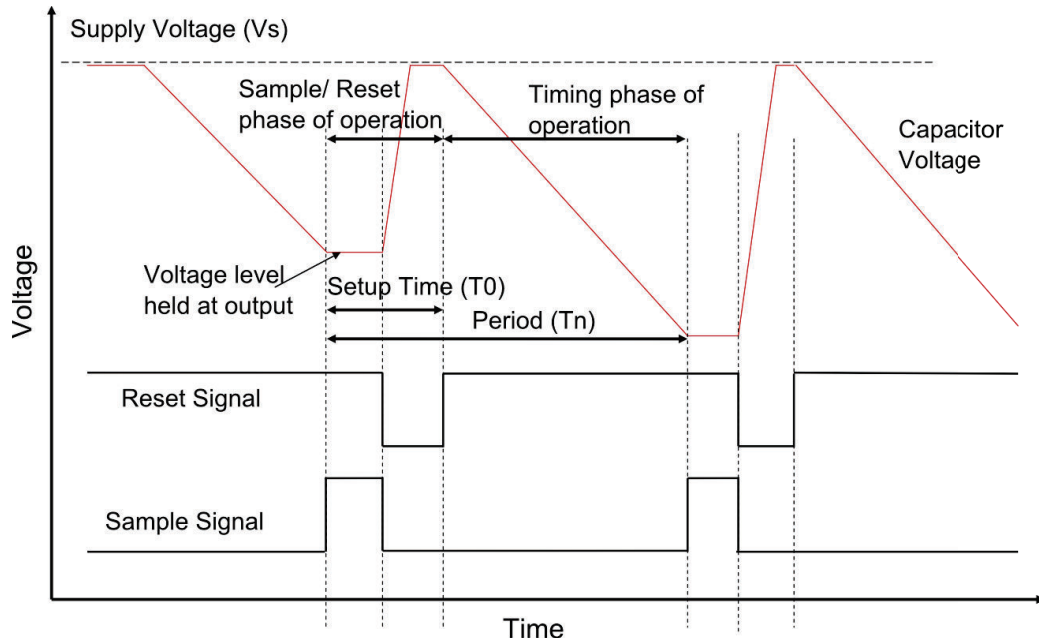 Supply Voltage (Vs)
Sample/ Reset
phase of operation
Timing phase of
operation
Capacitor
Voltage
Voltage level
held at output
Setup Time (T0)
Period (Tn)
Voltage
Reset Signal
Sample Signal
Time